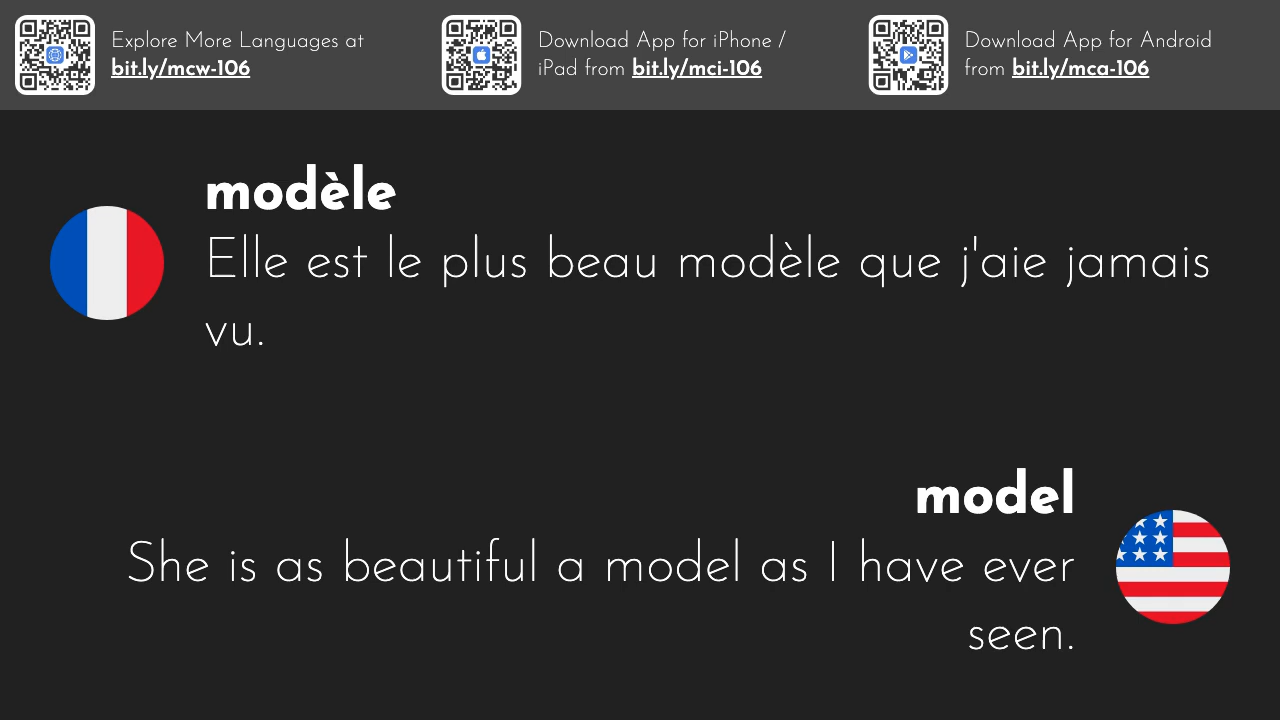 Explore More Languages at
bit.ly/mcw-106
Download App for iPhone /
iPad from bit.ly/mci-106
Download App for Android
from bit.ly/mca-106
modèle
Elle est le plus beau modèle que j'aie jamais
vu.
model
She is as beautiful a model as I have ever
seen.